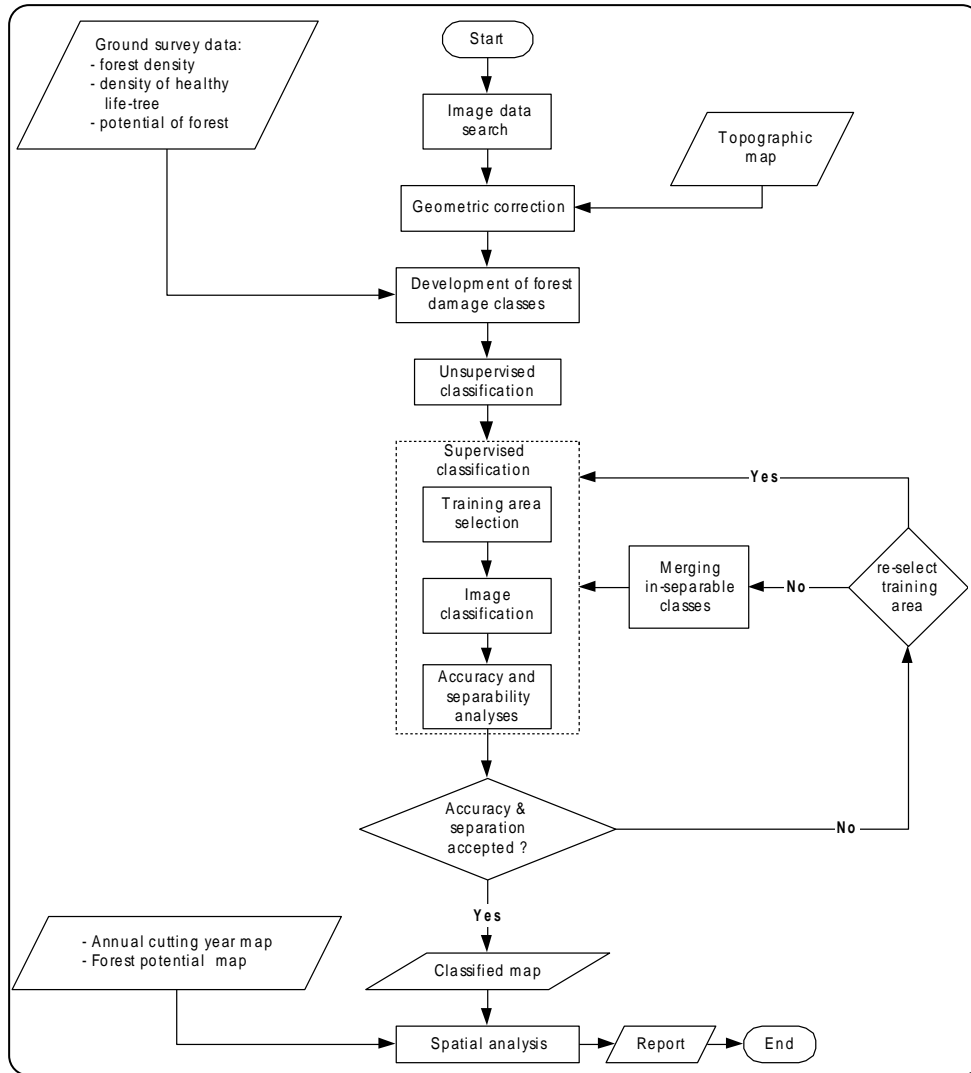 Ground survey data:
- forest density
- density of healthy
life-tree
- potential of forest
Start
Image data
search
Topographic
map
Geometric correction
Development of forest
damage classes
Unsupervised
classification
Supervised
classification
Training area
selection
Image
classification
Accuracy and
separability
analyses
Yes
Merging
in-separable
classes
No
re-select
training
area
Accuracy &
separation
accepted ?
No
Yes
- Annual cutting year map
- Forest potential map
Classified map
Spatial analysis
Report
End